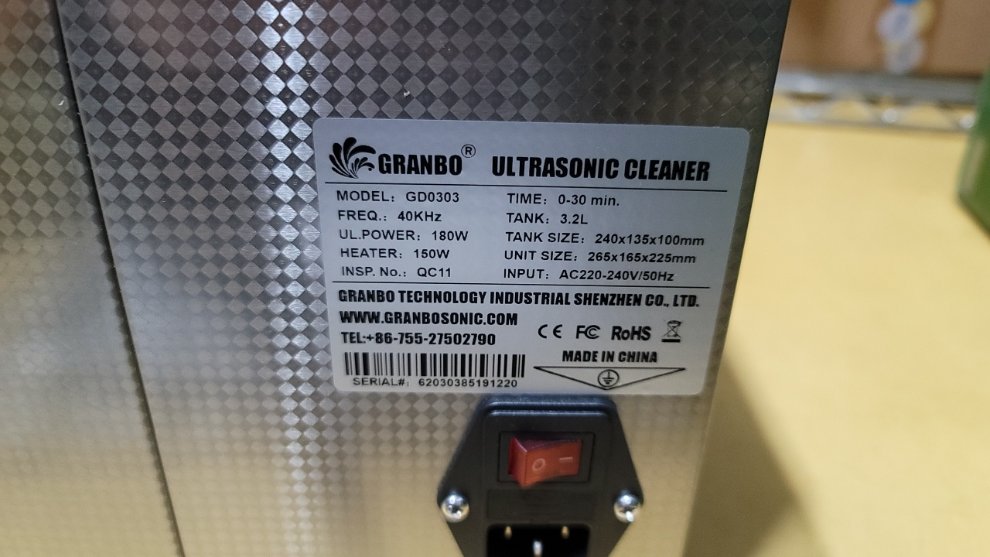 GRANBO® ULTRASONIC CLEANER
MODEL: GD0303
FREQ.: 40KHz
UL.POWER: 180W
HEATER: 150W
INSP. No.: QC11
TIME: 0-30 min.
TANK: 3.2L
TANK SIZE: 240x135x100mm
UNIT SIZE: 265x165x225mm
INPUT: AC220-240V/50Hz
GRANBO TECHNOLOGY INDUSTRIAL SHENZHEN CO., LTD.
WWW.GRANBOSONIC.COM
TEL:+86-755-27502790
CE FC RoHS
MADE IN CHINA
SERIAL#: 62030385191220